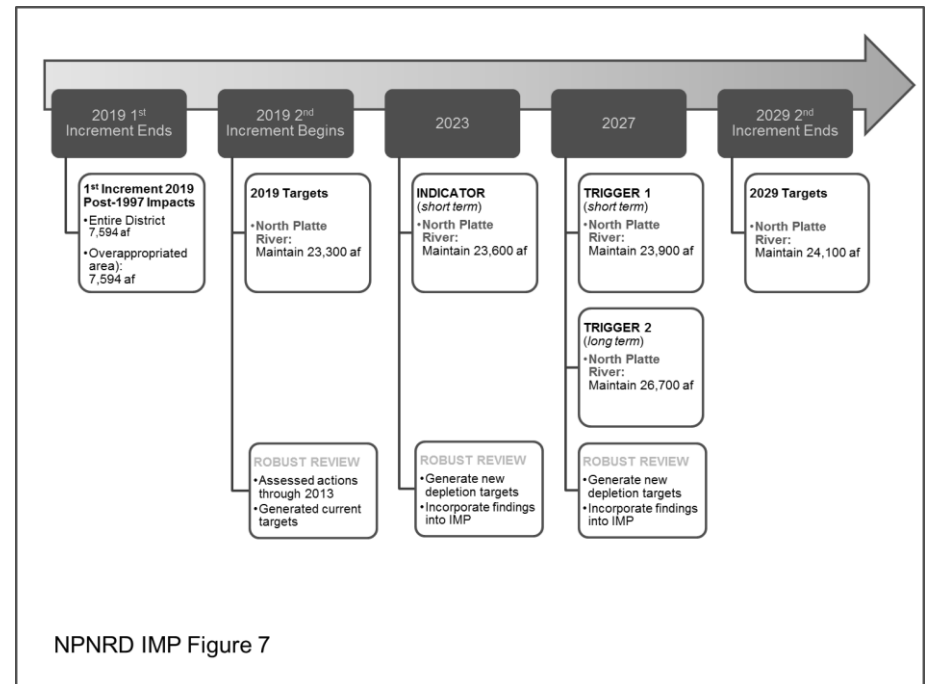 2019 1st
Increment Ends
1st Increment 2019
Post-1997 Impacts
•Entire District
7,594 af
•Overappropriated
area):
7,594 af
2019 2nd
Increment Begins
2019 Targets
•North Platte
River:
Maintain 23,300 af
ROBUST REVIEW
•Assessed actions
through 2013
•Generated current
targets
2023
INDICATOR
(short term)
•North Platte
River:
Maintain 23,600 af
ROBUST REVIEW
•Generate new
depletion targets
•Incorporate findings
into IMP
2027
TRIGGER 1
(short term)
•North Platte
River:
Maintain 23,900 af
TRIGGER 2
(long term)
•North Platte
River:
Maintain 26,700 af
ROBUST REVIEW
•Generate new
depletion targets
•Incorporate findings
into IMP
2029 2nd
Increment Ends
2029 Targets
•North Platte
River:
Maintain 24,100 af
NPNRD IMP Figure 7